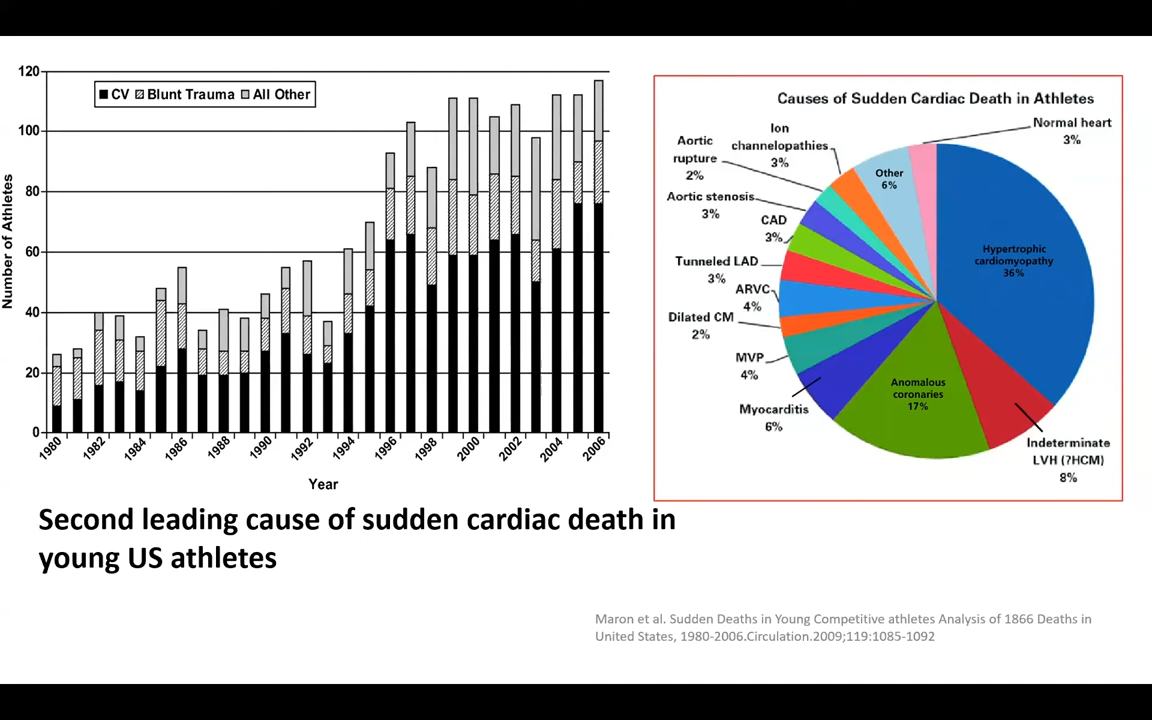 120
100
80
60
40
20
0
Number of Athletes
CV Blunt Trauma All Other
1980 1982 1984 1986 1988 1990 1992 1994 1996 1998 2000 2002 2004 2006
Year
Causes of Sudden Cardiac Death in Athletes
Normal heart
3%
Ion
channelopathies
3%
Aortic
rupture
2%
Other
6%
Aortic stenosis
3%
CAD
3%
Tunneled LAD
3%
ARVC
4%
Dilated CM
2%
MVP
4%
Myocarditis
6%
Hypertrophic
cardiomyopathy
36%
Anomalous
coronaries
17%
Indeterminate
LVH (?HCM)
8%
Second leading cause of sudden cardiac death in
young US athletes
Maron et al. Sudden Deaths in Young Competitive athletes Analysis of 1866 Deaths in
United States, 1980-2006.Circulation.2009;119:1085-1092